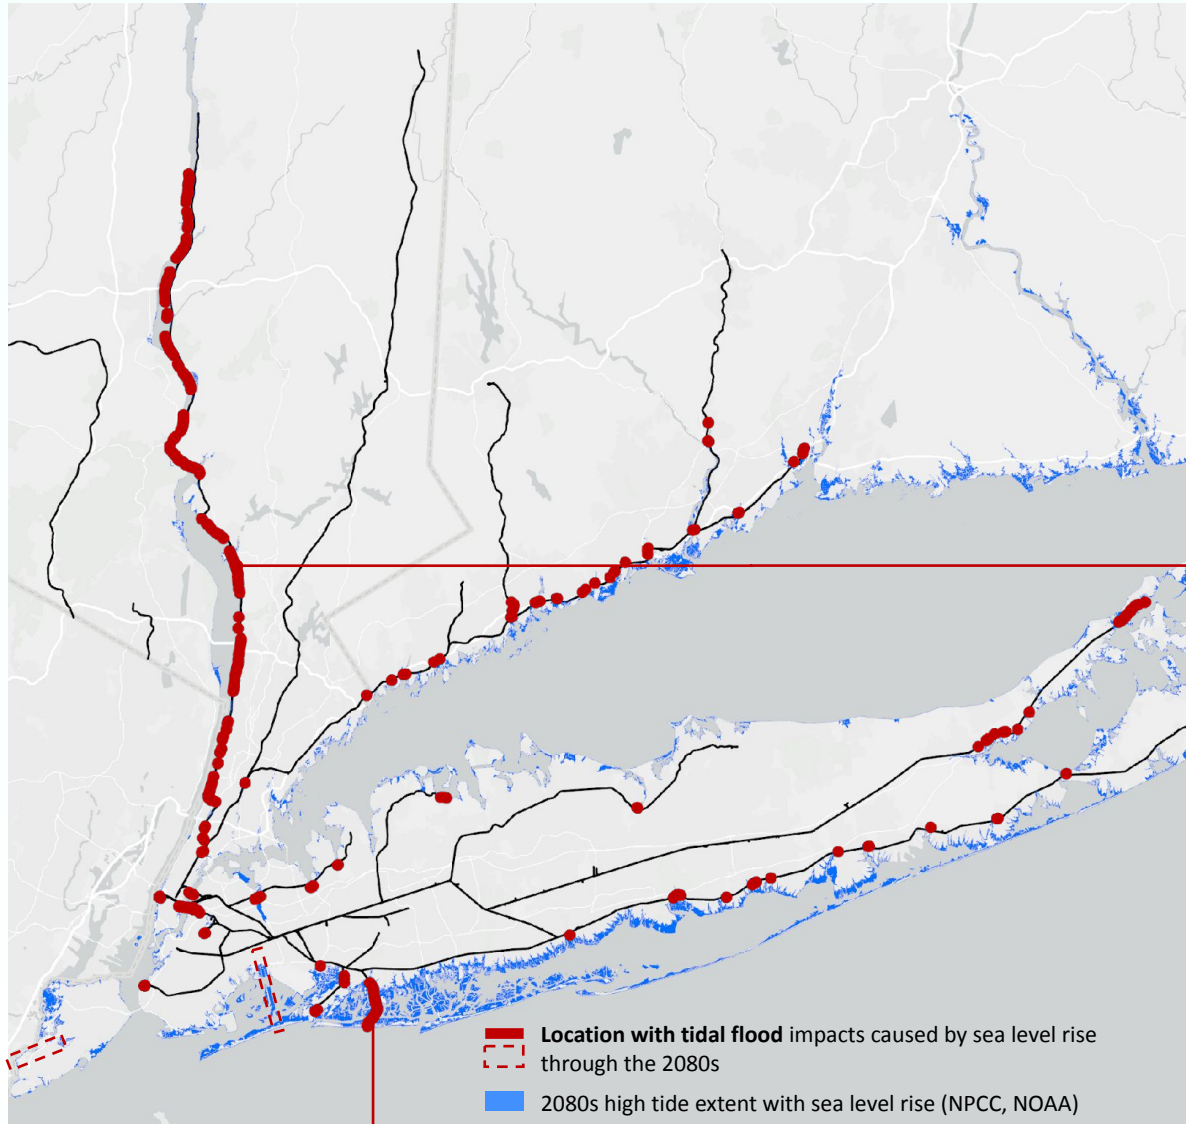 Location with tidal flood impacts caused by sea level rise
through the 2080s
2080s high tide extent with sea level rise (NPCC, NOAA)